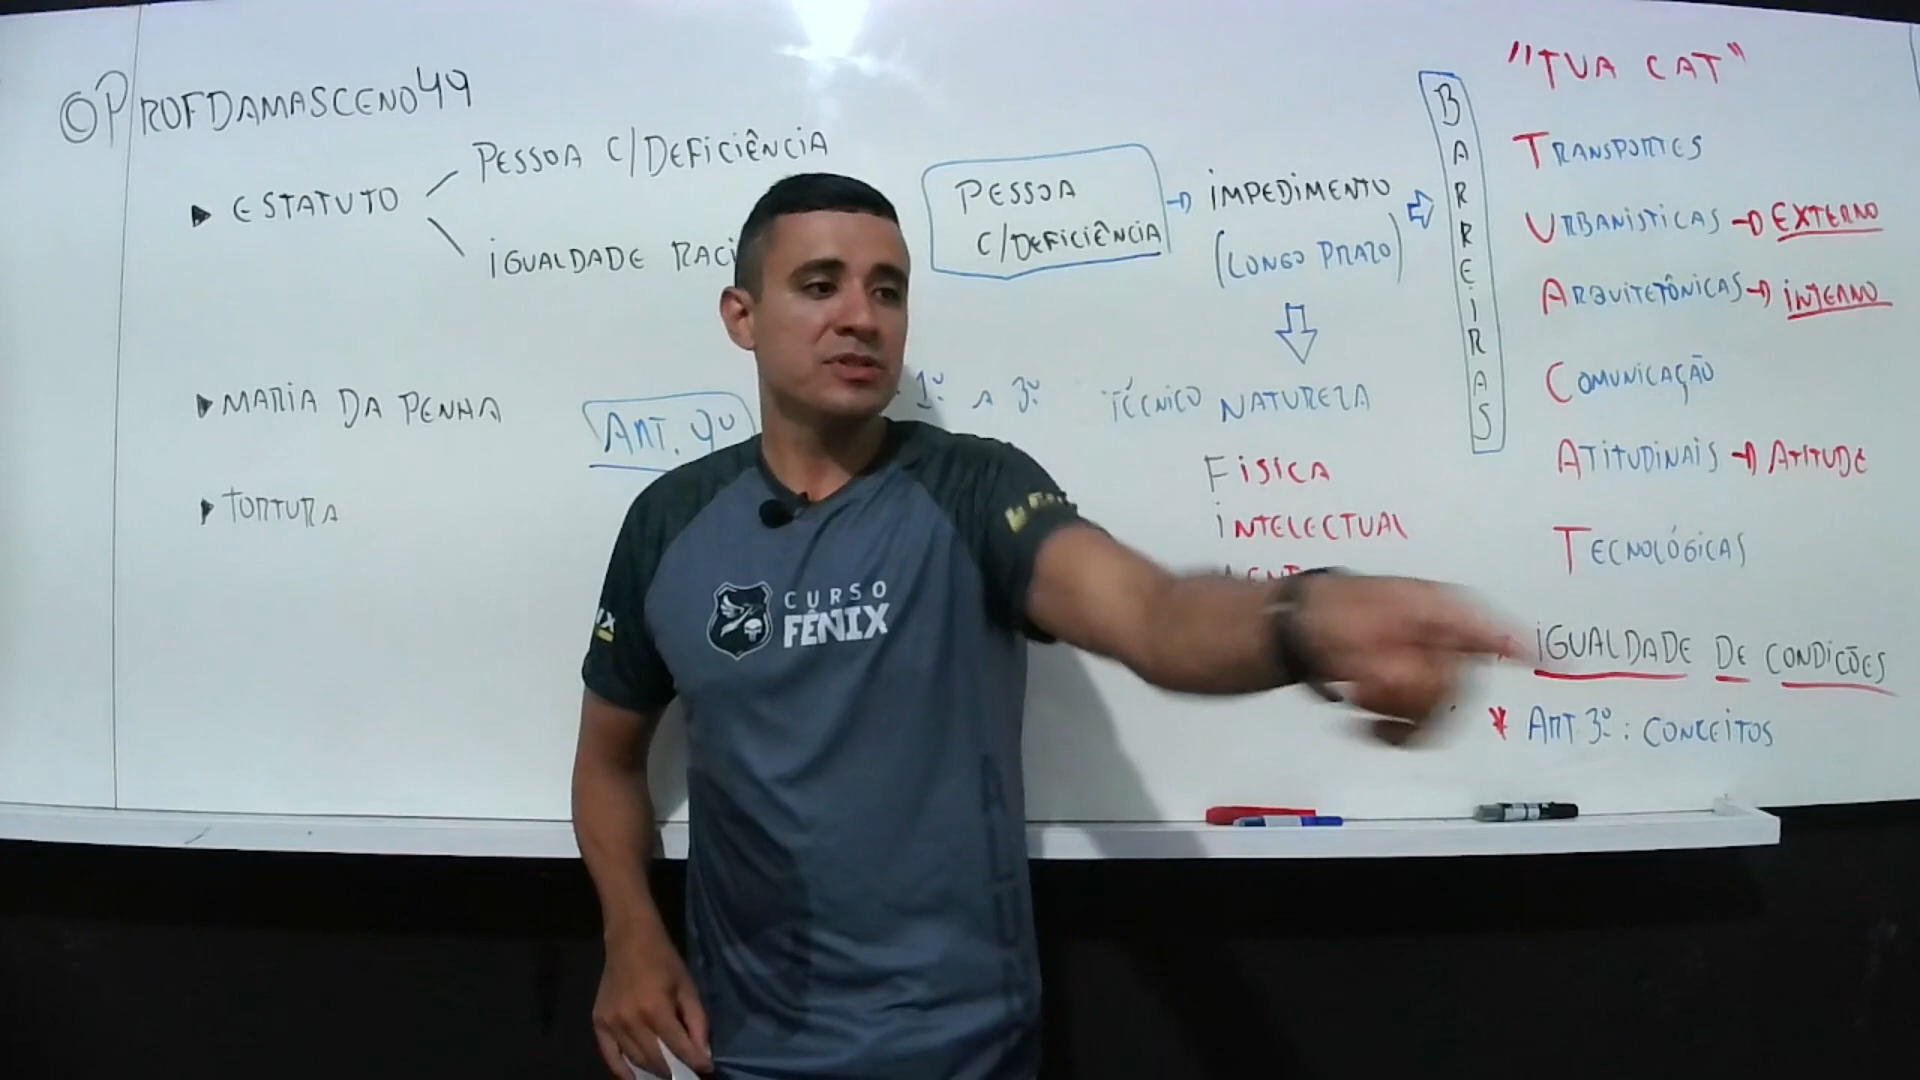 @PROFDAMASCENO49
ESTATUTO
PESSOA C/DEFICIÊNCIA
IGUALDADE RACI
MARIA DA PENHA
TORTURA
ART. 9º
1º A 3º
PESSOA
C/DEFICIÊNCIA
IMPEDIMENTO
(LONGO PRAZO)
TÉCNICO NATUREZA
FÍSICA
INTELECTUAL
BARREIRAS
"TUA CAT"
TRANSPORTES
URBANÍSTICAS → EXTERNO
ARQUITETÔNICAS → INTERNO
COMUNICAÇÃO
ATITUDINAIS → ATITUDE
TECNOLÓGICAS
IGUALDADE DE CONDIÇÕES
* ART 3º: CONCEITOS
CURSO
FÊNIX